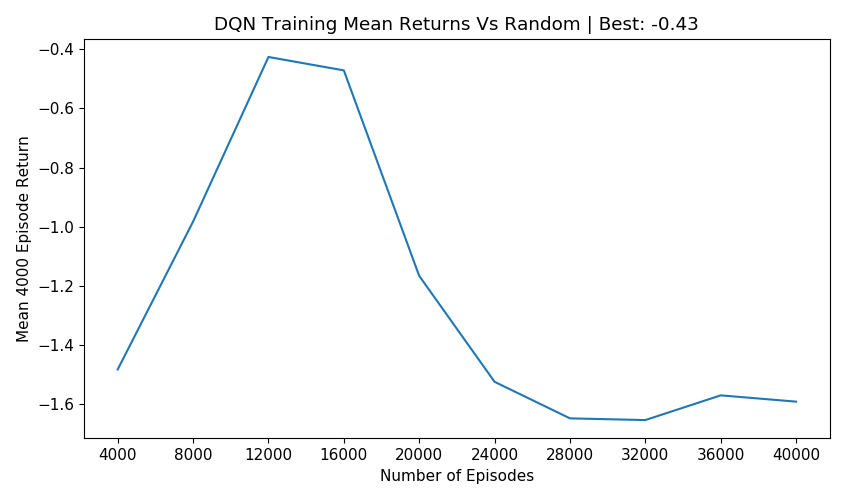 DQN Training Mean Returns Vs Random | Best: -0.43
Mean 4000 Episode Return
−0.4
−0.6
−0.8
−1.0
−1.2
−1.4
−1.6
4000 8000 12000 16000 20000 24000 28000 32000 36000 40000
Number of Episodes